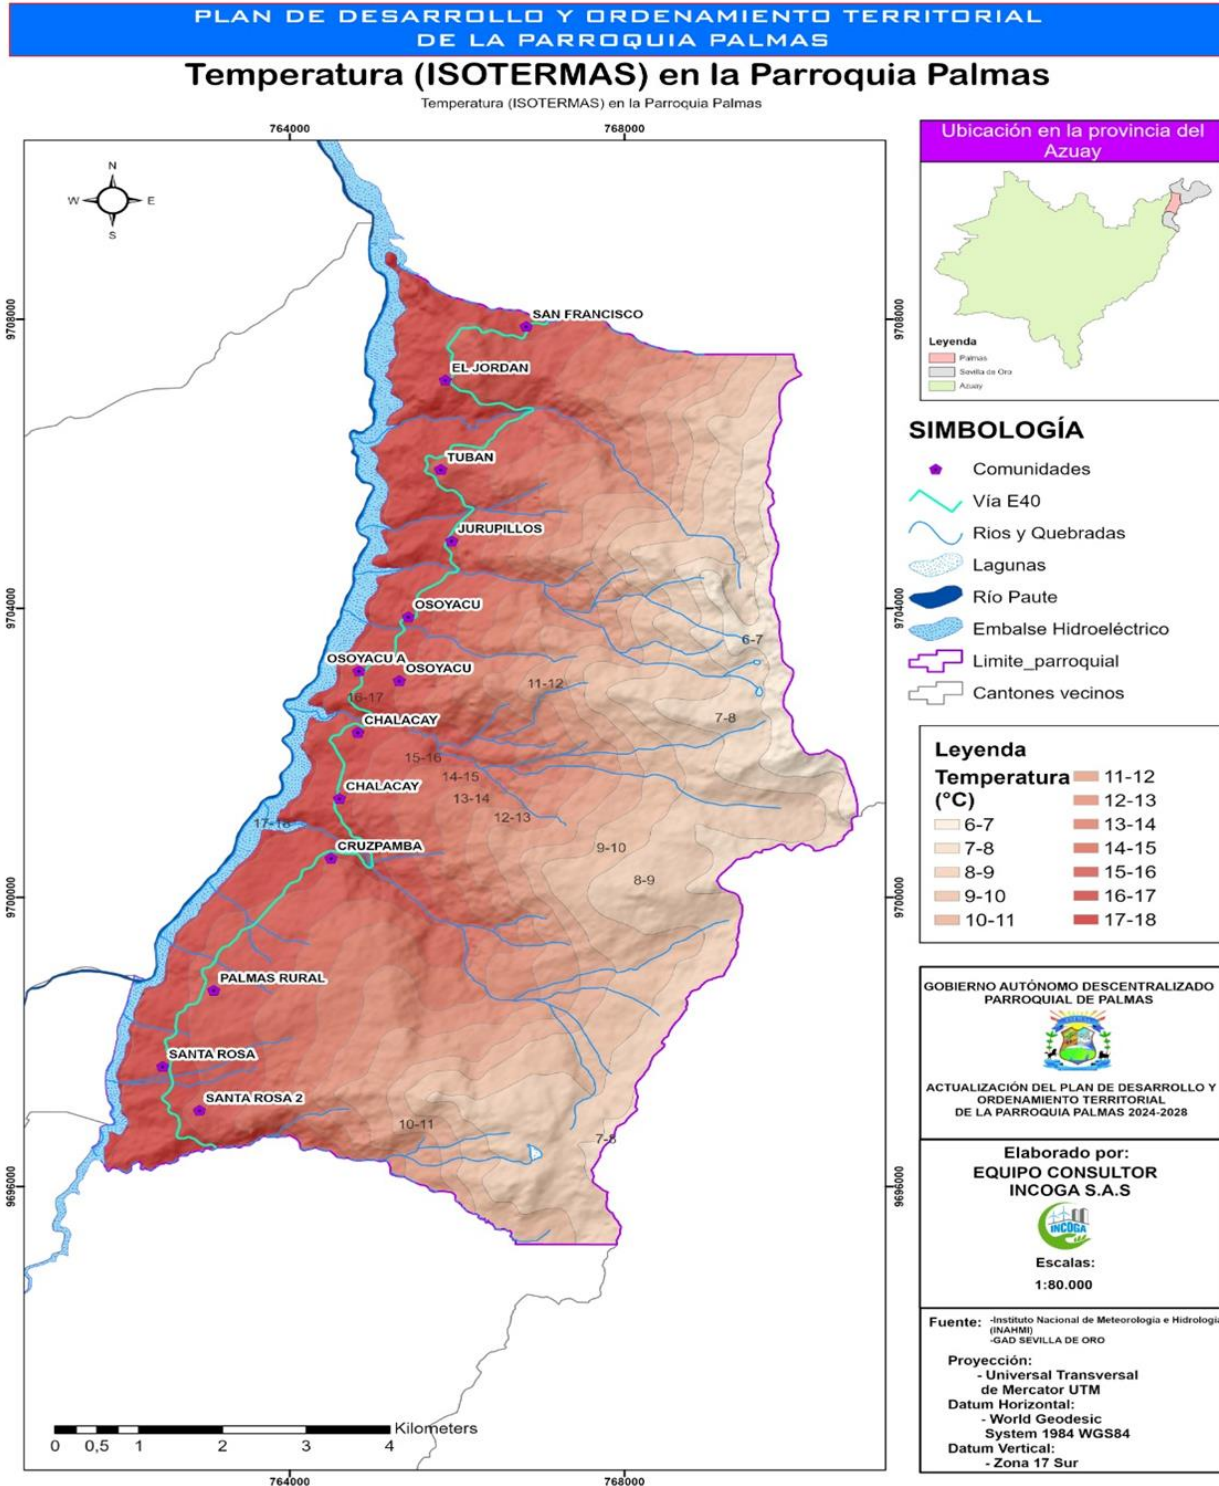 PLAN DE DESARROLLO Y ORDENAMIENTO TERRITORIAL
DE LA PARROQUIA PALMAS
Temperatura (ISOTERMAS) en la Parroquia Palmas
Temperatura (ISOTERMAS) en la Parroquia Palmas
764000
768000
N
W
E
S
9708000
9704000
9700000
9696000
9708000
9704000
9700000
9696000
SAN FRANCISCO
EL JORDAN
TUBAN
JURUPILLOS
OSOYACU
6-7
OSOYACU A
OSOYACU
11-12
16-17
7-8
CHALACAY
15-16
14-15
CHALACAY
13-14
12-13
17-18
CRUZPAMBA
9-10
8-9
PALMAS RURAL
SANTA ROSA
SANTA ROSA 2
10-11
7-8
Kilometers
0 0,5 1 2 3 4
764000
768000
Ubicación en la provincia del
Azuay
Leyenda
Palmas
Sevilla de Oro
Azuay
SIMBOLOGÍA
Comunidades
Vía E40
Rios y Quebradas
Lagunas
Río Paute
Embalse Hidroeléctrico
Limite_parroquial
Cantones vecinos
Leyenda
Temperatura
(°C)
6-7
7-8
8-9
9-10
10-11
11-12
12-13
13-14
14-15
15-16
16-17
17-18
GOBIERNO AUTÓNOMO DESCENTRALIZADO
PARROQUIAL DE PALMAS
ACTUALIZACIÓN DEL PLAN DE DESARROLLO Y
ORDENAMIENTO TERRITORIAL
DE LA PARROQUIA PALMAS 2024-2028
Elaborado por:
EQUIPO CONSULTOR
INCOGA S.A.S
INCOGA
Escalas:
1:80.000
Fuente: -Instituto Nacional de Meteorologia e Hidrología
(INAHMI)
-GAD SEVILLA DE ORO
Proyección:
- Universal Transversal
de Mercator UTM
Datum Horizontal:
- World Geodesic
System 1984 WGS84
Datum Vertical:
- Zona 17 Sur